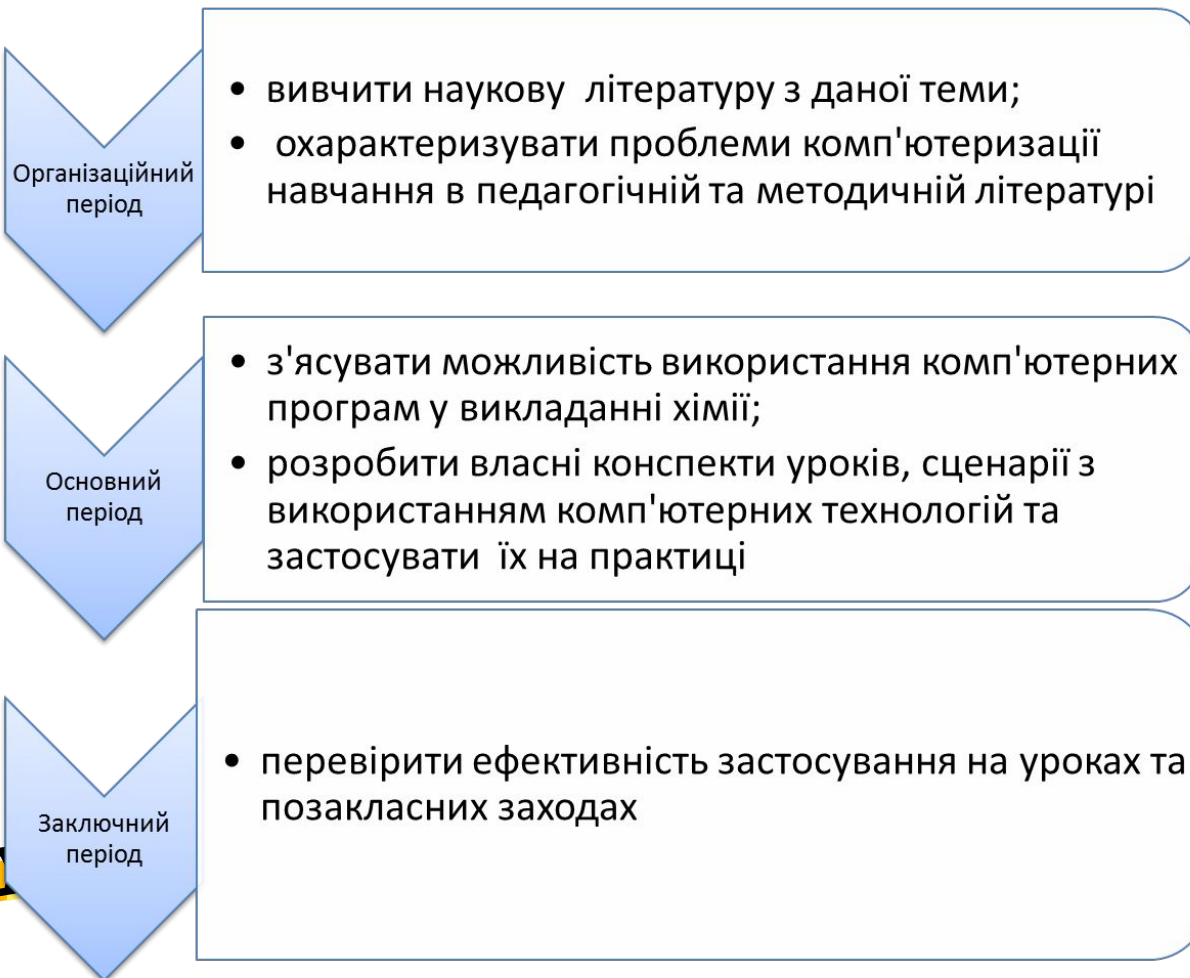 Організаційний
період
• вивчити наукову літературу з даної теми;
• охарактеризувати проблеми комп'ютеризації
навчання в педагогічній та методичній літературі
Основний
період
• з'ясувати можливість використання комп'ютерних
програм у викладанні хімії;
• розробити власні конспекти уроків, сценарії з
використанням комп'ютерних технологій та
застосувати їх на практиці
Заключний
період
• перевірити ефективність застосування на уроках та
позакласних заходах